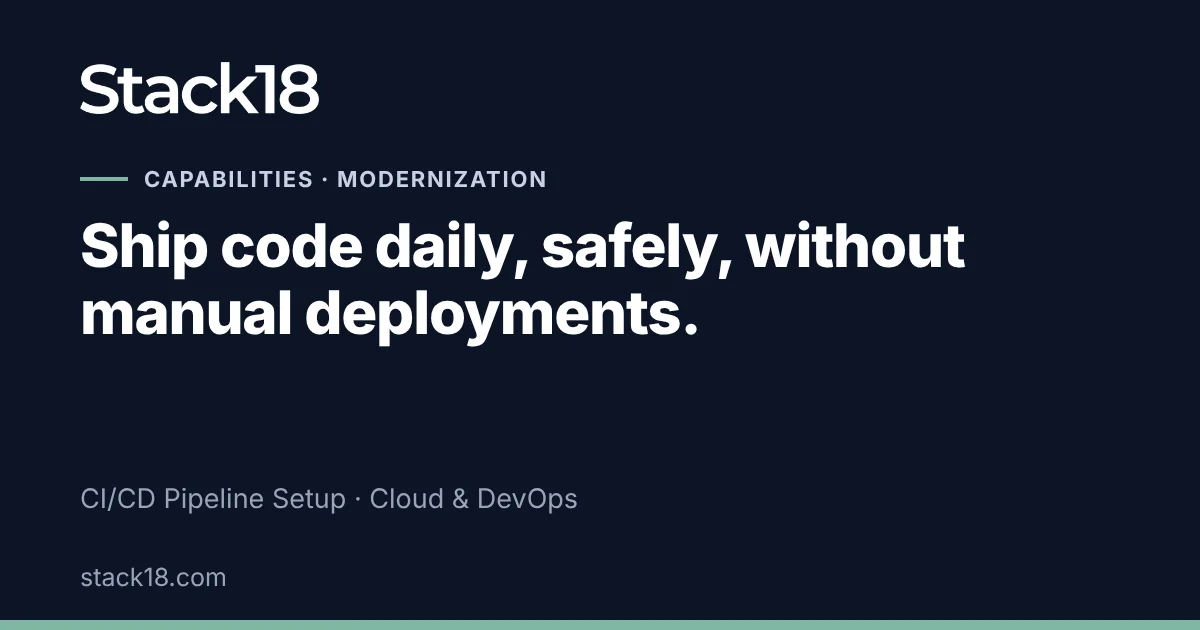 Stack18
CAPABILITIES · MODERNIZATION
Ship code daily, safely, without
manual deployments.
CI/CD Pipeline Setup · Cloud & DevOps
stack18.com